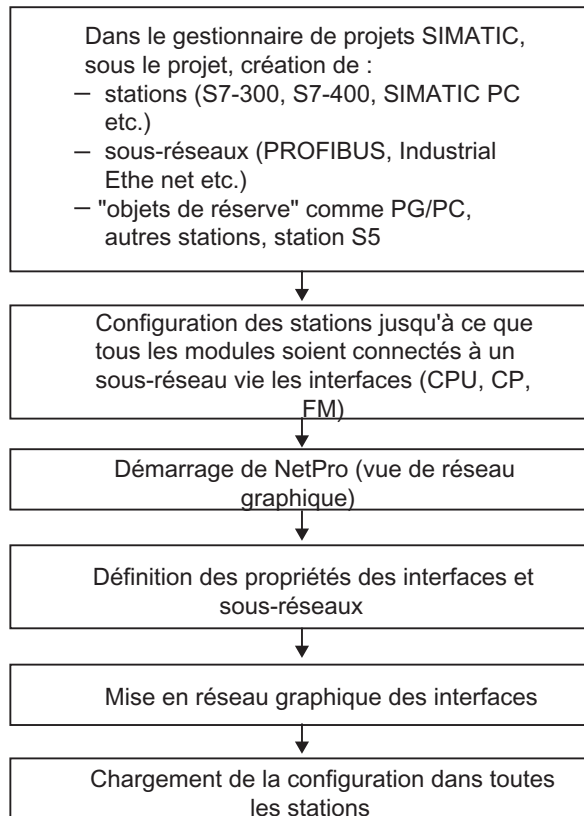 Dans le gestionnaire de projets SIMATIC,
sous le projet, création de :
– stations (S7-300, S7-400, SIMATIC PC
etc.)
– sous-réseaux (PROFIBUS, Industrial
Ethe net etc.)
– "objets de réserve" comme PG/PC,
autres stations, station S5
Configuration des stations jusqu'à ce que
tous les modules soient connectés à un
sous-réseau vie les interfaces (CPU, CP,
FM)
Démarrage de NetPro (vue de réseau
graphique)
Définition des propriétés des interfaces et
sous-réseaux
Mise en réseau graphique des interfaces
Chargement de la configuration dans toutes
les stations